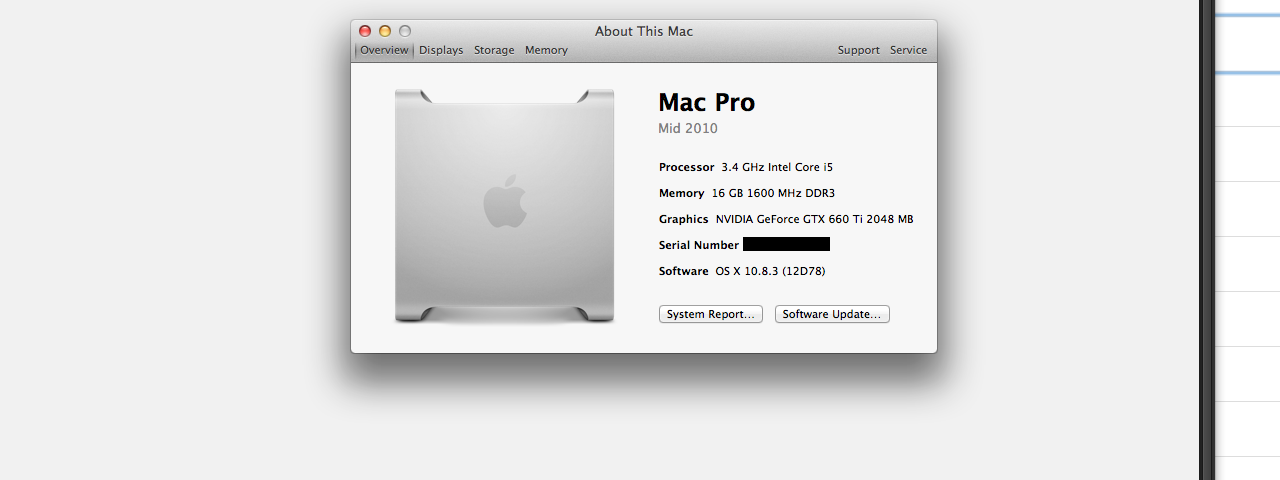 About This Mac
Overview Displays Storage Memory Support Service
Mac Pro
Mid 2010
Processor 3.4 GHz Intel Core i5
Memory 16 GB 1600 MHz DDR3
Graphics NVIDIA GeForce GTX 660 Ti 2048 MB
Serial Number
Software OS X 10.8.3 (12D78)
System Report... Software Update...